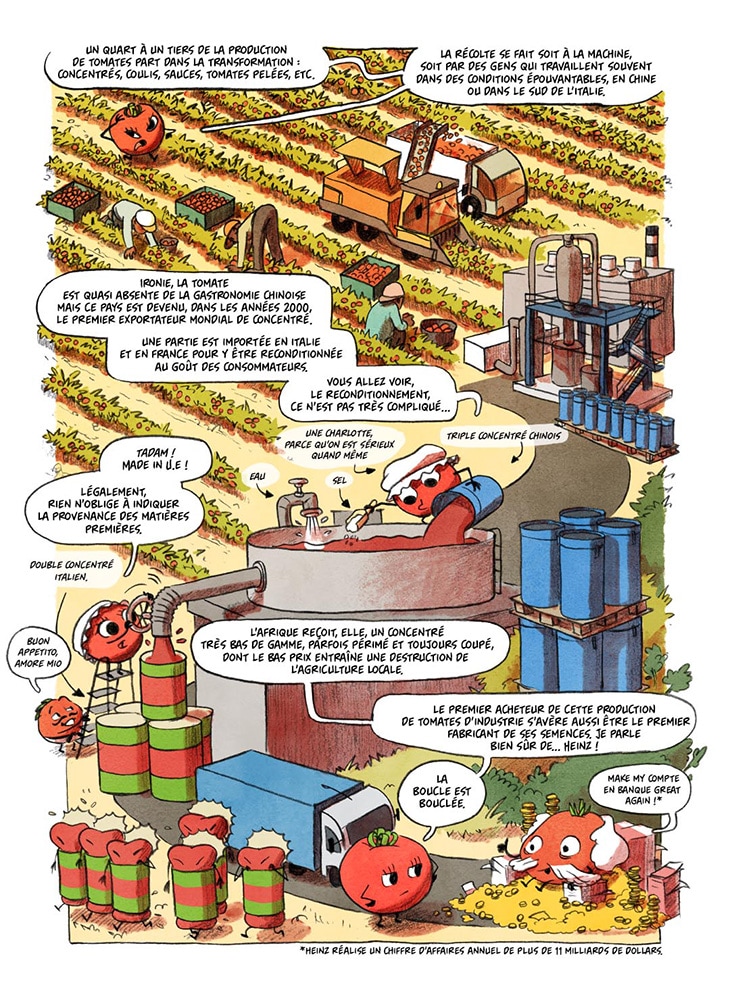 UN QUART À UN TIERS DE LA PRODUCTION
DE TOMATES PART DANS LA TRANSFORMATION :
CONCENTRÉS, COULIS, SAUCES, TOMATES PELÉES, ETC.
LA RÉCOLTE SE FAIT SOIT À LA MACHINE,
SOIT PAR DES GENS QUI TRAVAILLENT SOUVENT
DANS DES CONDITIONS ÉPOUVANTABLES, EN CHINE
OU DANS LE SUD DE L'ITALIE.
IRONIE, LA TOMATE
EST QUASI ABSENTE DE LA GASTRONOMIE CHINOISE
MAIS CE PAYS EST DEVENU, DANS LES ANNÉES 2000,
LE PREMIER EXPORTATEUR MONDIAL DE CONCENTRÉ.
UNE PARTIE EST IMPORTÉE EN ITALIE
ET EN FRANCE POUR Y ÊTRE RECONDITIONNÉE
AU GOÛT DES CONSOMMATEURS.
VOUS ALLEZ VOIR,
LE RECONDITIONNEMENT,
CE N'EST PAS TRÈS COMPLIQUÉ...
UNE CHARLOTTE,
PARCE QU'ON EST SÉRIEUX
QUAND MÊME
TRIPLE CONCENTRÉ CHINOIS
EAU
SEL
TADAM !
MADE IN U.E !
LÉGALEMENT,
RIEN N'OBLIGE À INDIQUER
LA PROVENANCE DES MATIÈRES
PREMIÈRES.
DOUBLE CONCENTRÉ
ITALIEN.
BUON
APPETITO,
AMORE MIO
L'AFRIQUE REÇOIT, ELLE, UN CONCENTRÉ
TRÈS BAS DE GAMME, PARFOIS PÉRIMÉ ET TOUJOURS COUPÉ,
DONT LE BAS PRIX ENTRAÎNE UNE DESTRUCTION DE
L'AGRICULTURE LOCALE.
LE PREMIER ACHETEUR DE CETTE PRODUCTION
DE TOMATES D'INDUSTRIE S'AVÈRE AUSSI ÊTRE LE PREMIER
FABRICANT DE SES SEMENCES. JE PARLE
BIEN SÛR DE... HEINZ !
LA
BOUCLE EST
BOUCLÉE.
MAKE MY COMPTE
EN BANQUE GREAT
AGAIN !*
*HEINZ RÉALISE UN CHIFFRE D'AFFAIRES ANNUEL DE PLUS DE 11 MILLIARDS DE DOLLARS.